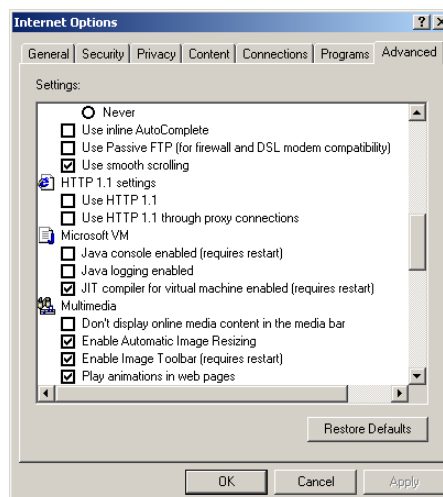 Internet Options
General Security Privacy Content Connections Programs Advanced
Settings:
Never
Use inline AutoComplete
Use Passive FTP (for firewall and DSL modem compatibility)
Use smooth scrolling
HTTP 1.1 settings
Use HTTP 1.1
Use HTTP 1.1 through proxy connections
Microsoft VM
Java console enabled (requires restart)
Java logging enabled
JIT compiler for virtual machine enabled (requires restart)
Multimedia
Don't display online media content in the media bar
Enable Automatic Image Resizing
Enable Image Toolbar (requires restart)
Play animations in web pages
Restore Defaults
OK Cancel Apply